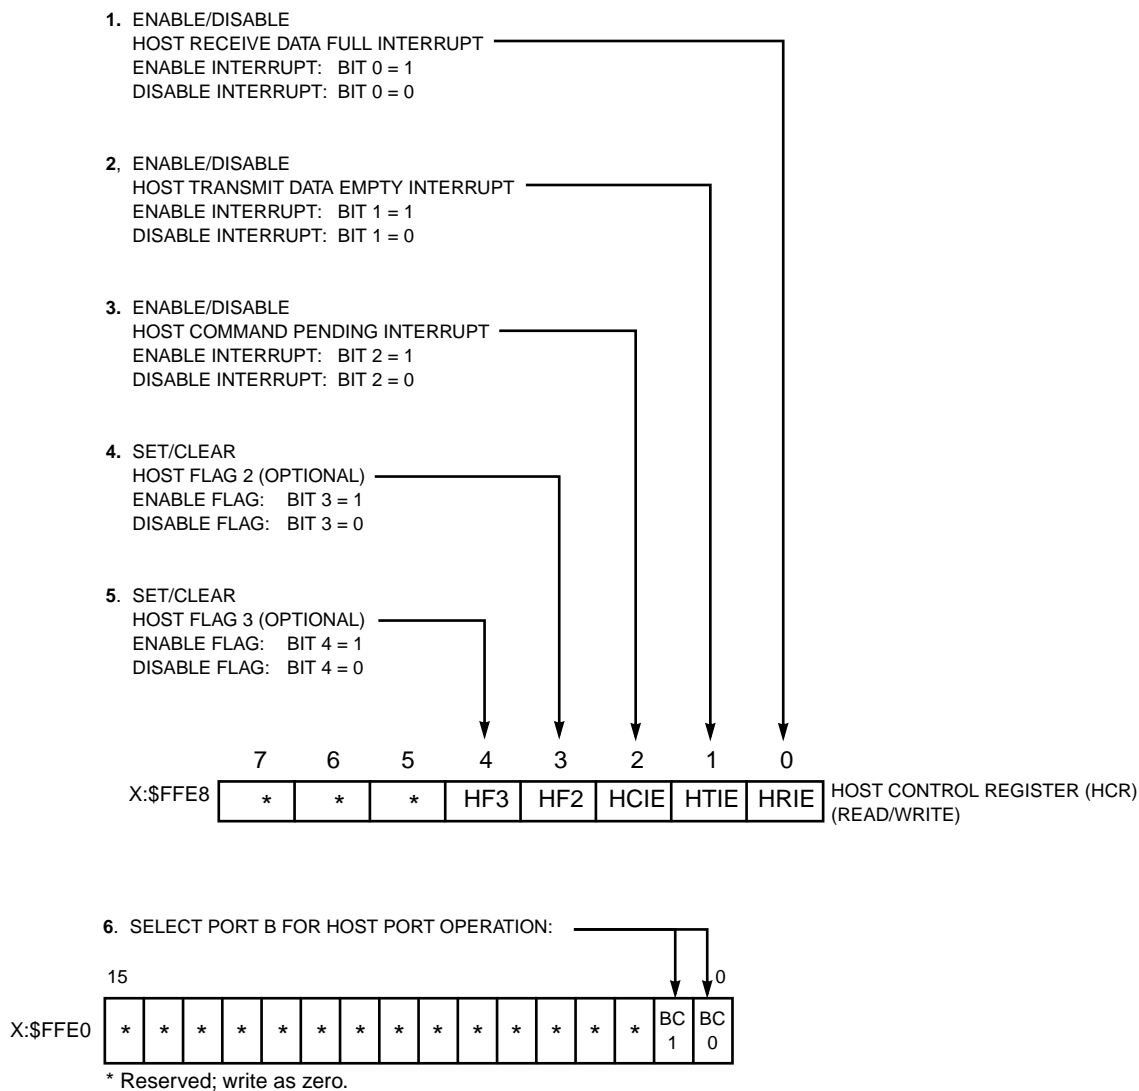 1. ENABLE/DISABLE
HOST RECEIVE DATA FULL INTERRUPT
ENABLE INTERRUPT: BIT 0 = 1
DISABLE INTERRUPT: BIT 0 = 0
2, ENABLE/DISABLE
HOST TRANSMIT DATA EMPTY INTERRUPT
ENABLE INTERRUPT: BIT 1 = 1
DISABLE INTERRUPT: BIT 1 = 0
3. ENABLE/DISABLE
HOST COMMAND PENDING INTERRUPT
ENABLE INTERRUPT: BIT 2 = 1
DISABLE INTERRUPT: BIT 2 = 0
4. SET/CLEAR
HOST FLAG 2 (OPTIONAL)
ENABLE FLAG: BIT 3 = 1
DISABLE FLAG: BIT 3 = 0
5. SET/CLEAR
HOST FLAG 3 (OPTIONAL)
ENABLE FLAG: BIT 4 = 1
DISABLE FLAG: BIT 4 = 0
7 6 5 4 3 2 1 0
X:$FFE8 * * * HF3 HF2 HCIE HTIE HRIE HOST CONTROL REGISTER (HCR)
(READ/WRITE)
6. SELECT PORT B FOR HOST PORT OPERATION:
15 0
X:$FFE0 * * * * * * * * * * * * * * BC 1 BC 0
* Reserved; write as zero.